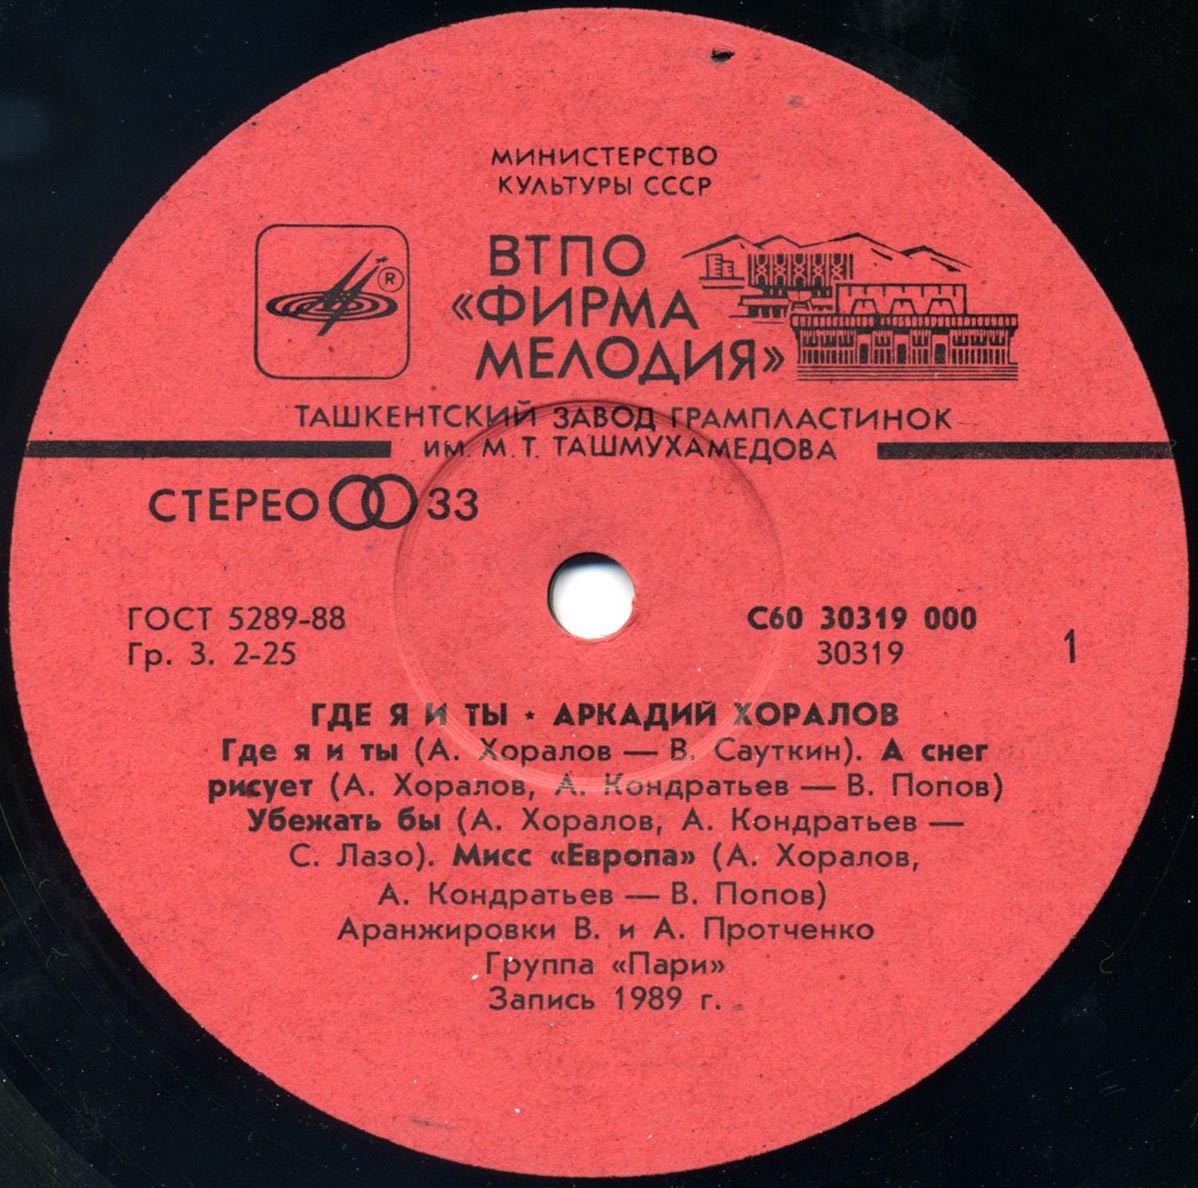 МИНИСТЕРСТВО
КУЛЬТУРЫ СССР
ВТПО
«ФИРМА
МЕЛОДИЯ»
®
ТАШКЕНТСКИЙ ЗАВОД ГРАМПЛАСТИНОК
ИМ. М. Т. ТАШМУХАМЕДОВА
СТЕРЕО 33
ГОСТ 5289-88
Гр. 3. 2-25
С60 30319 000
30319
1
ГДЕ Я И ТЫ ⋆ АРКАДИЙ ХОРАЛОВ
Где я и ты (А. Хоралов — В. Сауткин). А снег
рисует (А. Хоралов, А. Кондратьев — В. Попов)
Убежать бы (А. Хоралов, А. Кондратьев —
С. Лазо). Мисс «Европа» (А. Хоралов,
А. Кондратьев — В. Попов)
Аранжировки В. и А. Протченко
Группа «Пари»
Запись 1989 г.